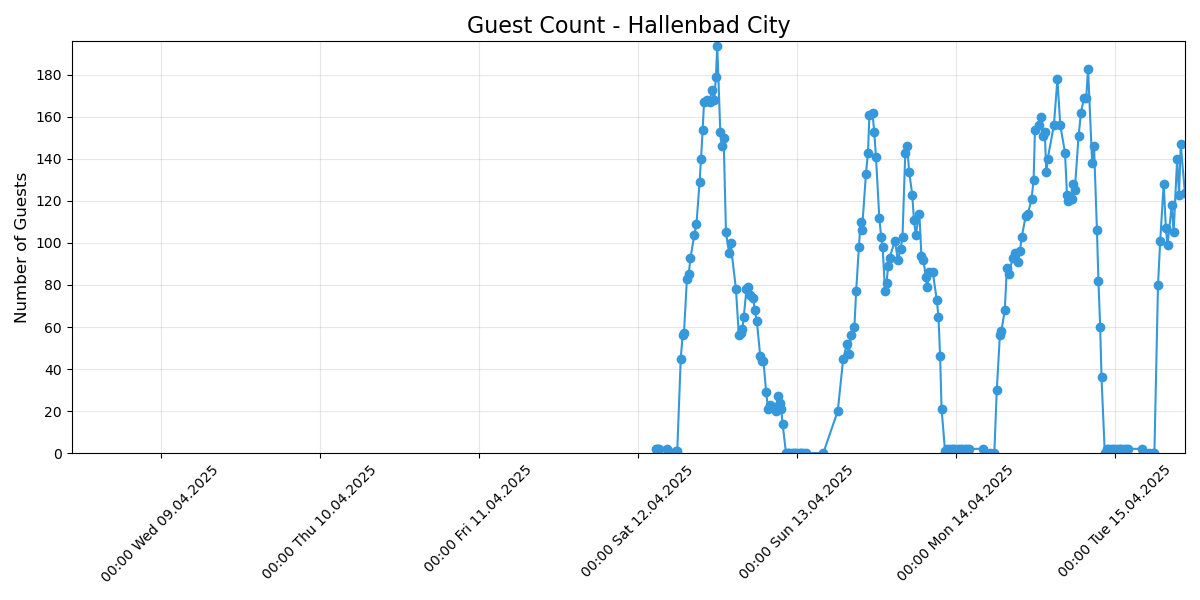 Guest Count - Hallenbad City
Number of Guests
180
160
140
120
100
80
60
40
20
0
00:00 Wed 09.04.2025
00:00 Thu 10.04.2025
00:00 Fri 11.04.2025
00:00 Sat 12.04.2025
00:00 Sun 13.04.2025
00:00 Mon 14.04.2025
00:00 Tue 15.04.2025